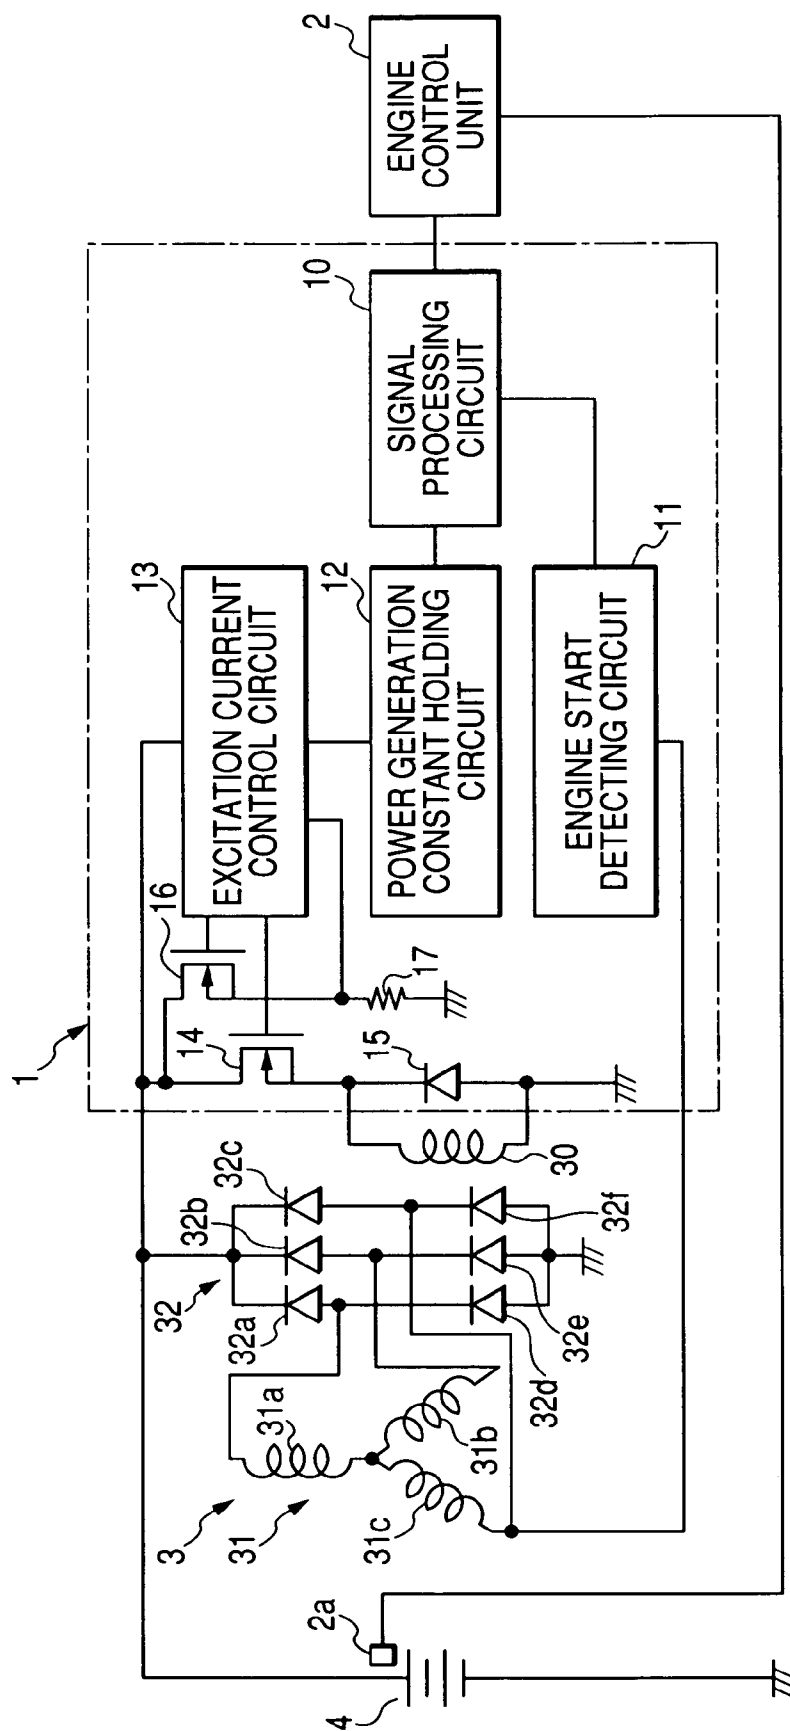 1
2
ENGINE
CONTROL
UNIT
10
SIGNAL
PROCESSING
CIRCUIT
13
EXCITATION CURRENT
CONTROL CIRCUIT
12
POWER GENERATION
CONSTANT HOLDING
CIRCUIT
11
ENGINE START
DETECTING CIRCUIT
16
14
17
15
30
32c
32b
32
32a
32f
32e
32d
31a
31b
31c
3
31
2a
4